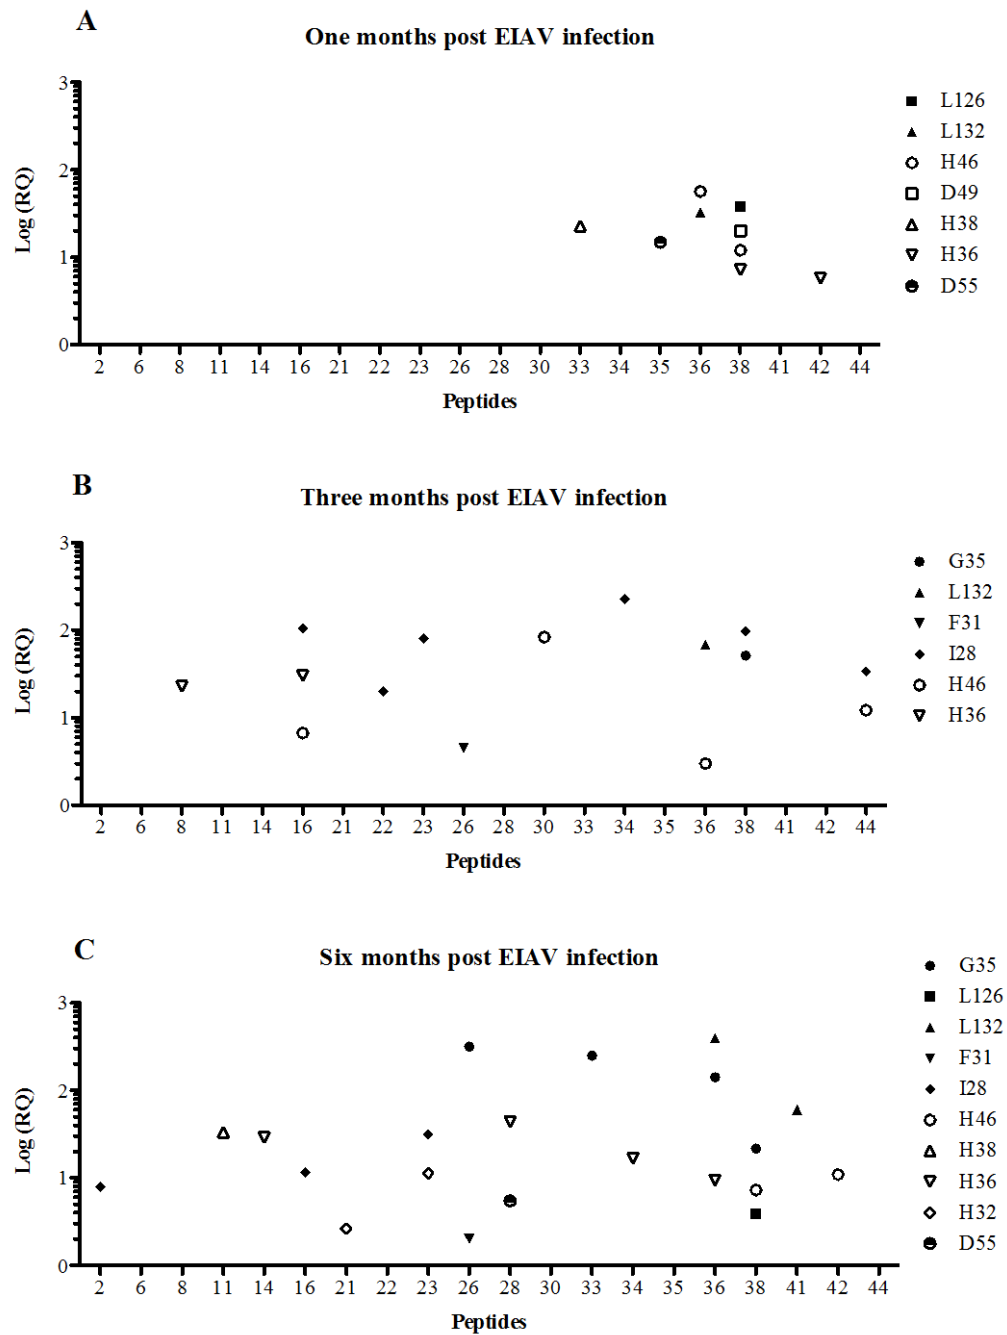 A
One months post EIAV infection
3
2
1
0
Log (RQ)
2 6 8 11 14 16 21 22 23 26 28 30 33 34 35 36 38 41 42 44
Peptides
L126
L132
H46
D49
H38
H36
D55
B
Three months post EIAV infection
3
2
1
0
Log (RQ)
2 6 8 11 14 16 21 22 23 26 28 30 33 34 35 36 38 41 42 44
Peptides
G35
L132
F31
I28
H46
H36
C
Six months post EIAV infection
3
2
1
0
Log (RQ)
2 6 8 11 14 16 21 22 23 26 28 30 33 34 35 36 38 41 42 44
Peptides
G35
L126
L132
F31
I28
H46
H38
H36
H32
D55